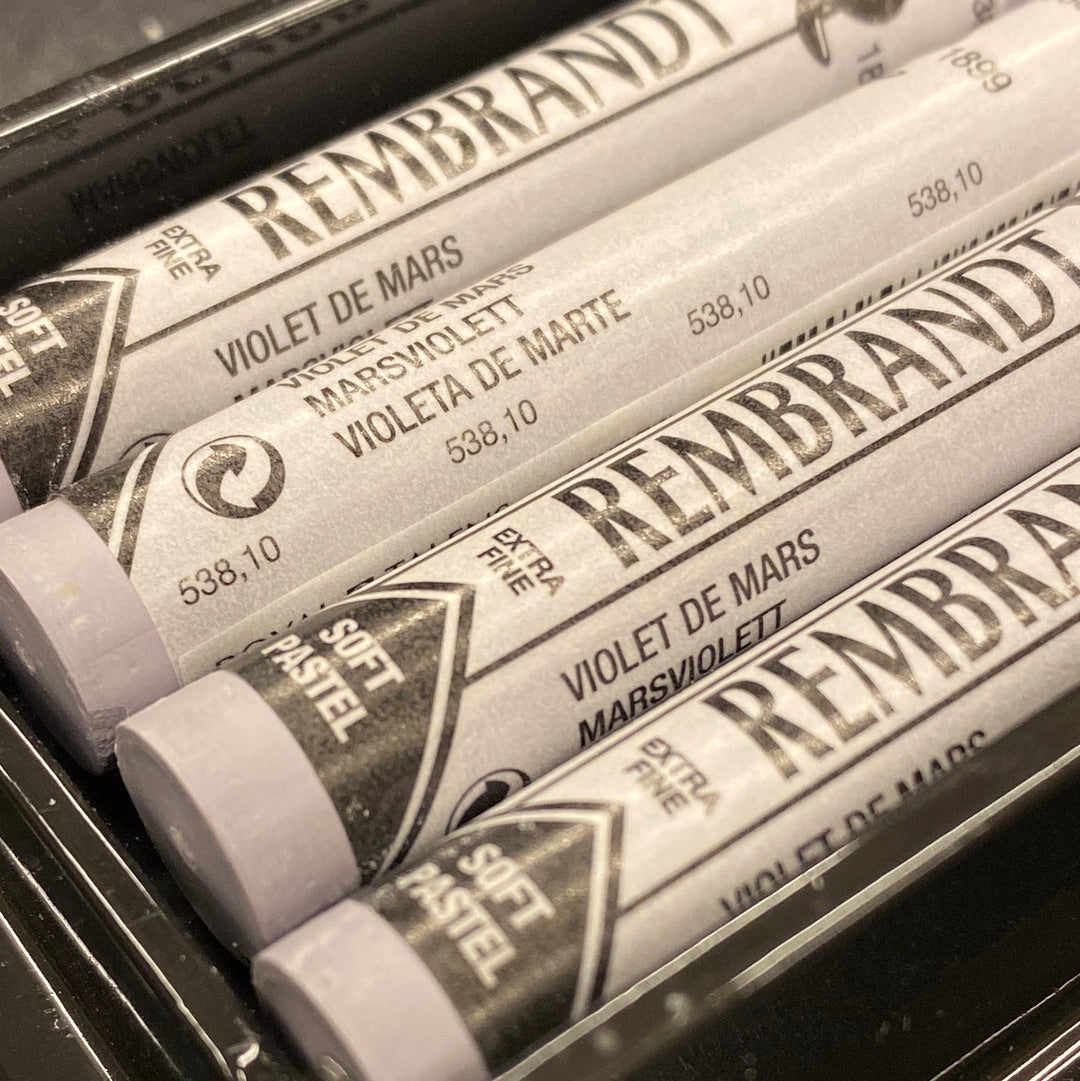 REMBRANDT
EXTRA
FINE
SOFT
VIOLET DE MARS
1899
538,10
538,10
VIOLET DE MARS
MARSVIOLETT
VIOLETA DE MARTE
538,10
538,10
REMBRANDT
EXTRA
FINE
SOFT
PASTEL
VIOLET DE MARS
MARSVIOLETT
EXTRA
FINE
SOFT
PASTEL
VIOLET DE MARS